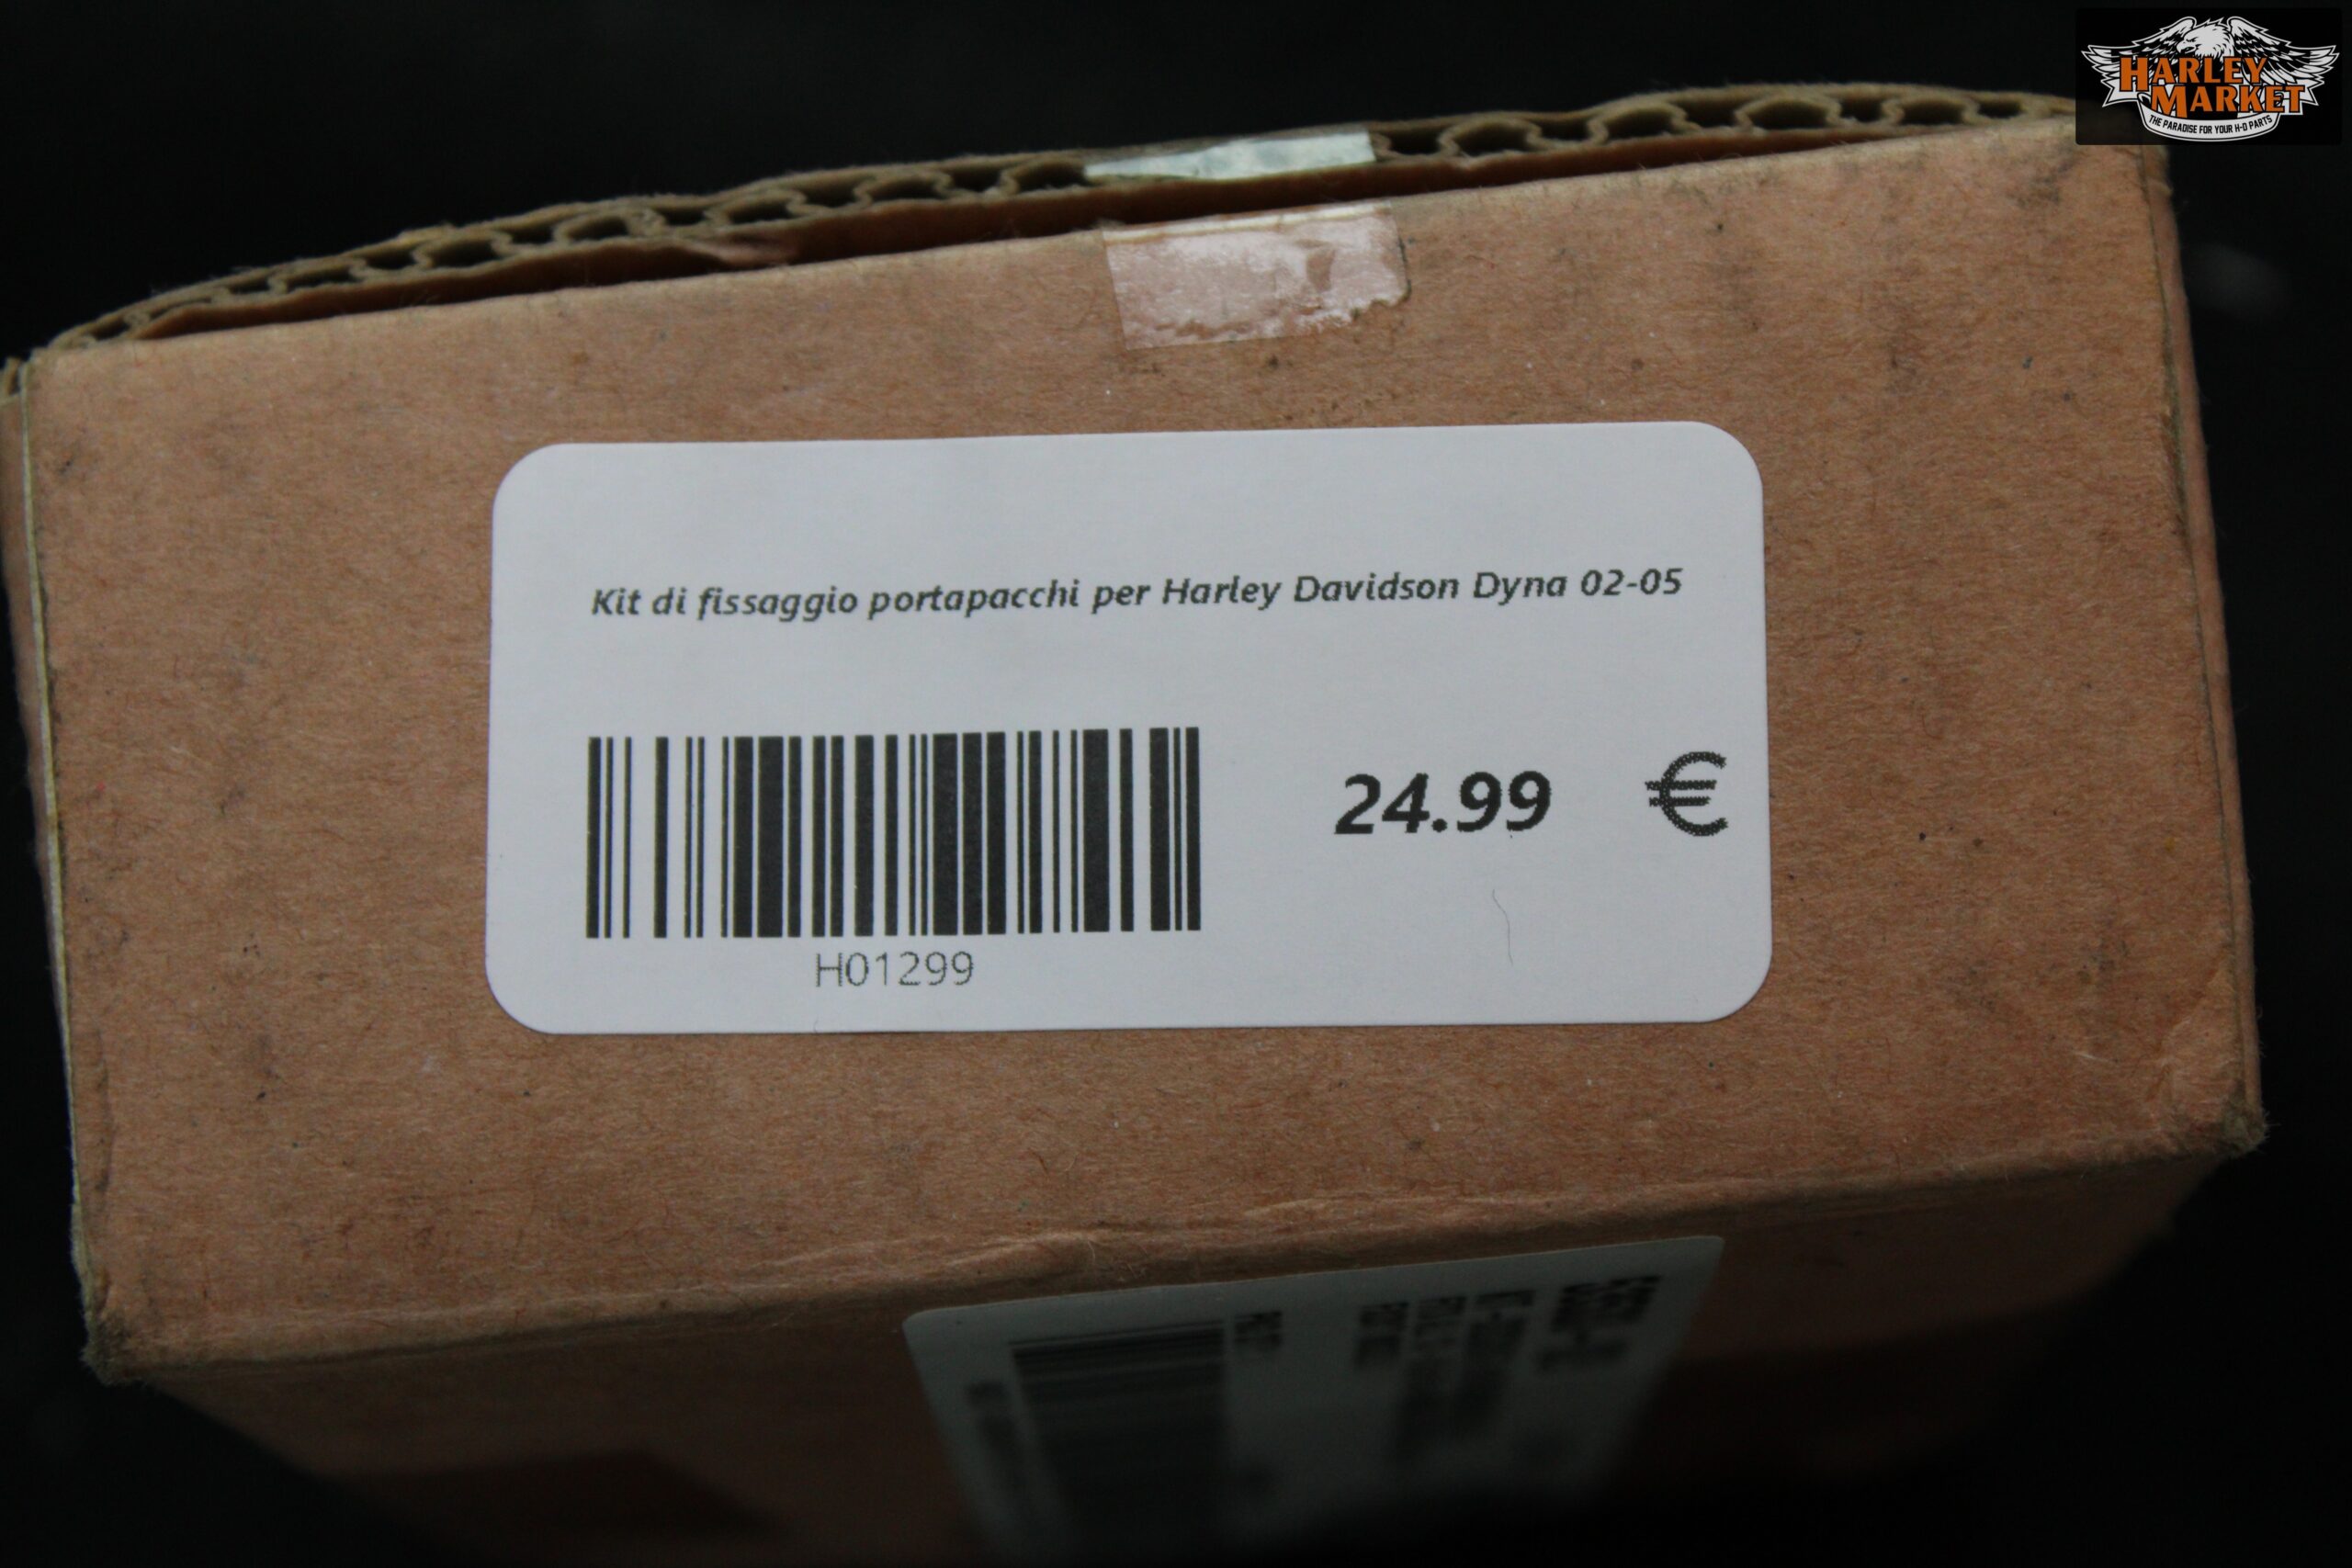 HARLEY
MARKET
THE PARADISE FOR YOUR H-D PARTS
Kit di fissaggio portapacchi per Harley Davidson Dyna 02-05
24.99 €
H01299